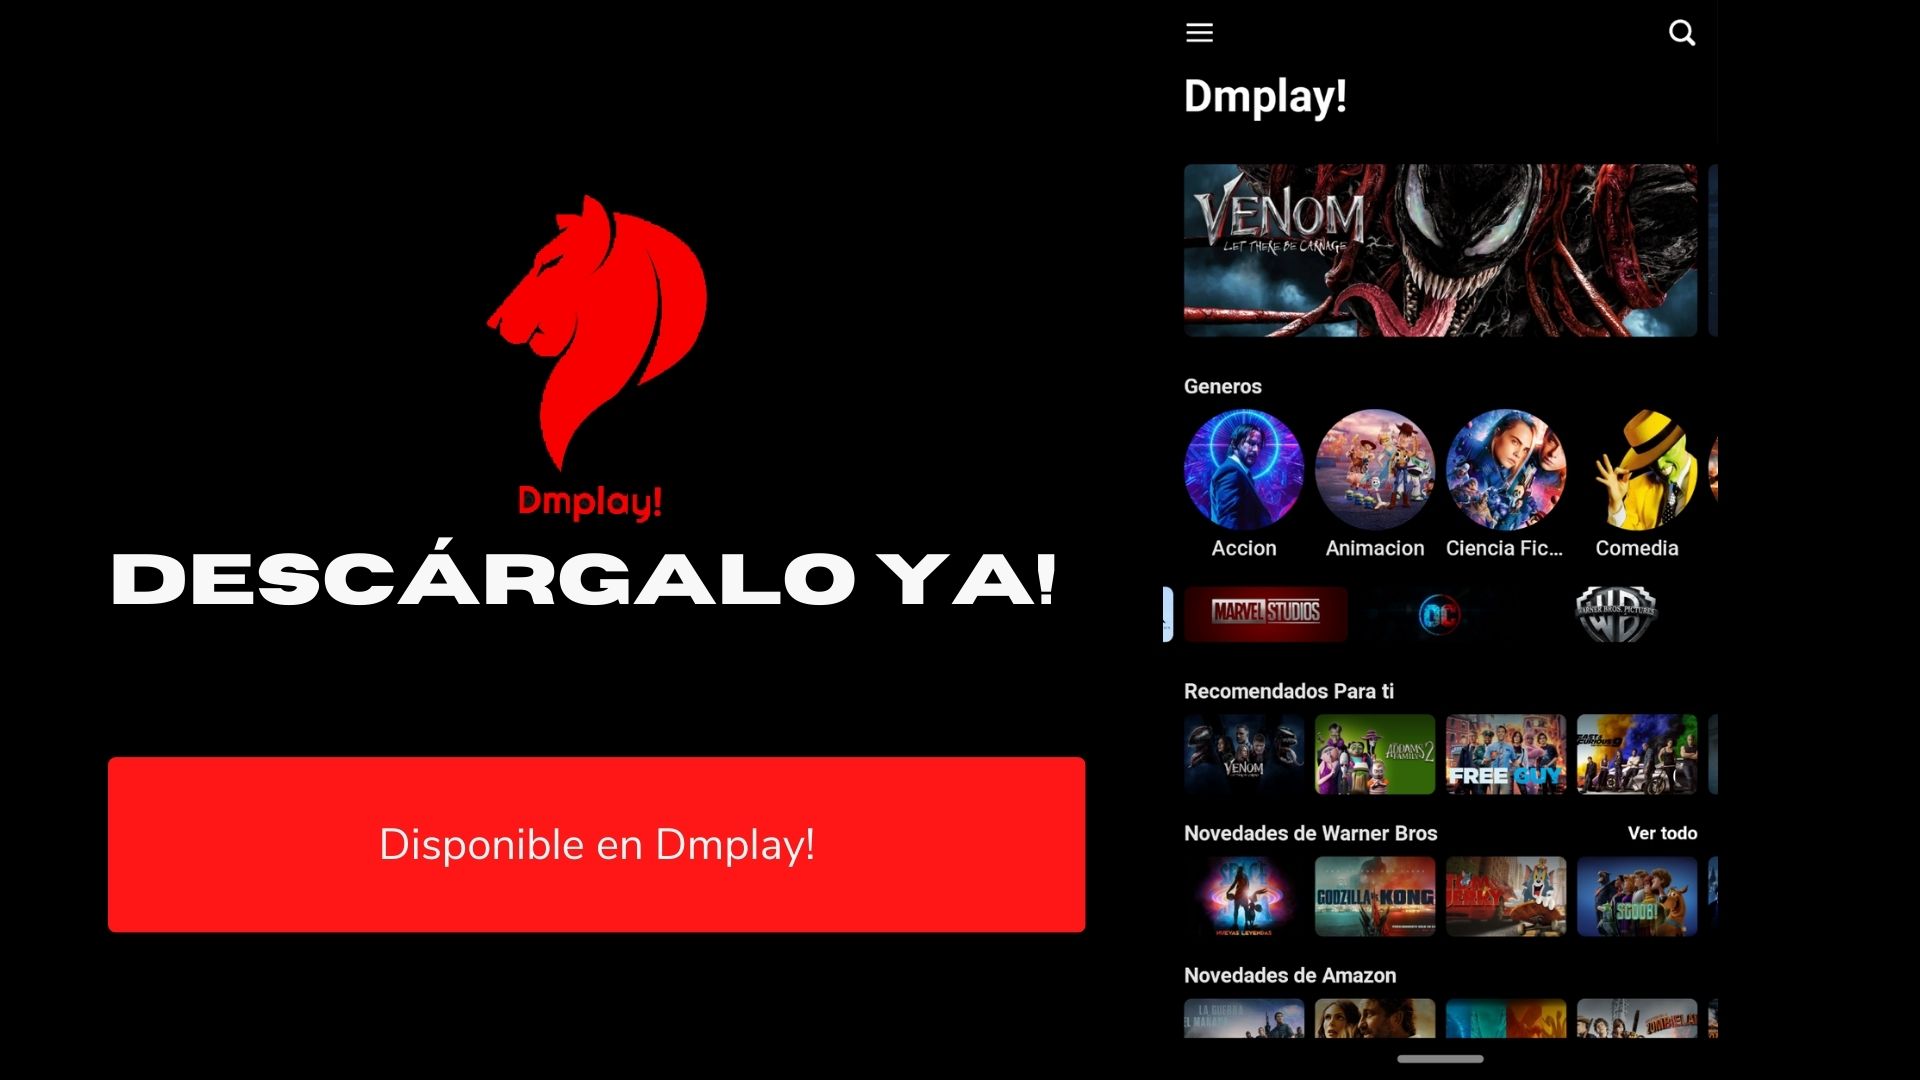 Dmplay!
DESCÁRGALO YA!
Disponible en Dmplay!
Dmplay!
VENOM
LET THERE BE CARNAGE
Generos
Accion
Animacion
Ciencia Fic...
Comedia
MARVEL STUDIOS
DC
WARNER BROS. PICTURES
WB
Recomendados Para ti
VENOM
ADDAMS
FAMILY 2
FREE GUY
FAST &
FURIOUS 9
Novedades de Warner Bros
Ver todo
SPACE
NUEVAS LEYENDAS
GODZILLA VS KONG
TOM &
JERRY
SCOOB!
Novedades de Amazon
LA GUERRA
DEL MAÑANA
ZOMBIELAND